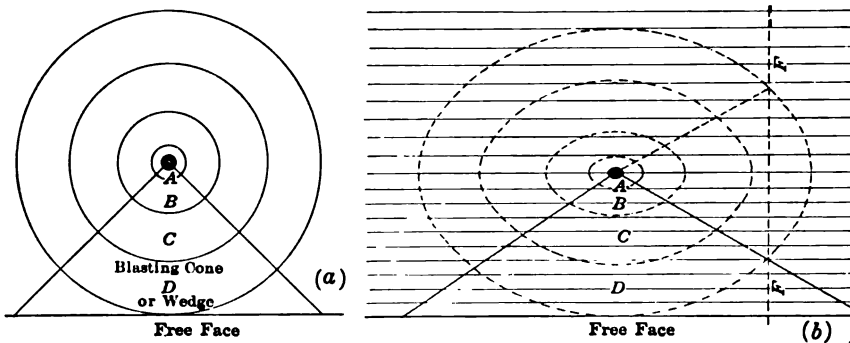 A
B
C
Blasting Cone
D
or Wedge
Free Face
(a)
F
A
B
C
D
F
Free Face
(b)